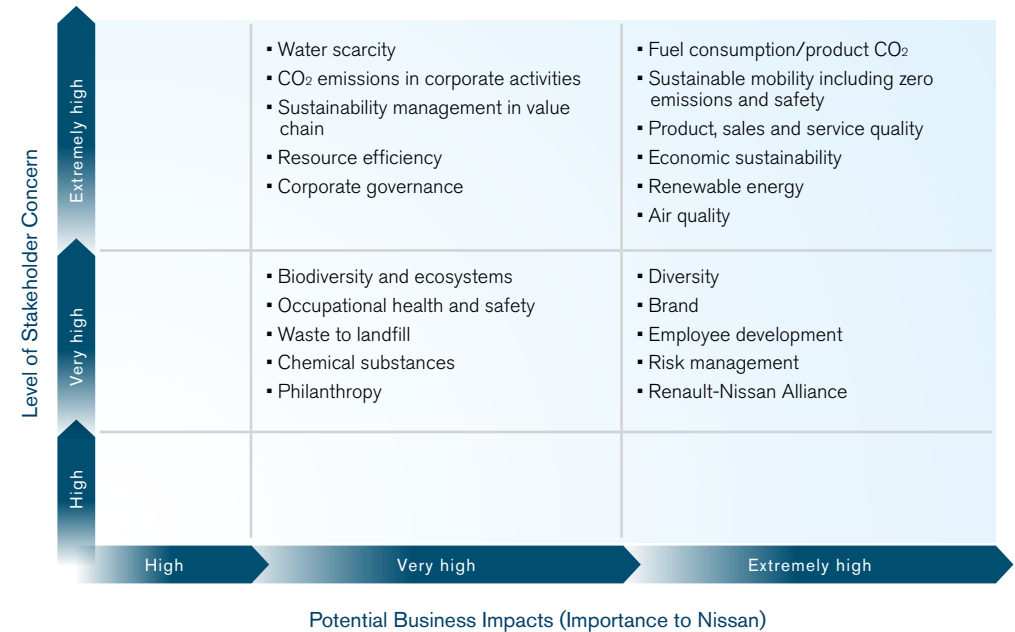 Level of Stakeholder Concern
Extremely high
Very high
High
▪ Water scarcity
▪ CO₂ emissions in corporate activities
▪ Sustainability management in value
chain
▪ Resource efficiency
▪ Corporate governance
▪ Fuel consumption/product CO₂
▪ Sustainable mobility including zero
emissions and safety
▪ Product, sales and service quality
▪ Economic sustainability
▪ Renewable energy
▪ Air quality
▪ Biodiversity and ecosystems
▪ Occupational health and safety
▪ Waste to landfill
▪ Chemical substances
▪ Philanthropy
▪ Diversity
▪ Brand
▪ Employee development
▪ Risk management
▪ Renault-Nissan Alliance
High
Very high
Extremely high
Potential Business Impacts (Importance to Nissan)